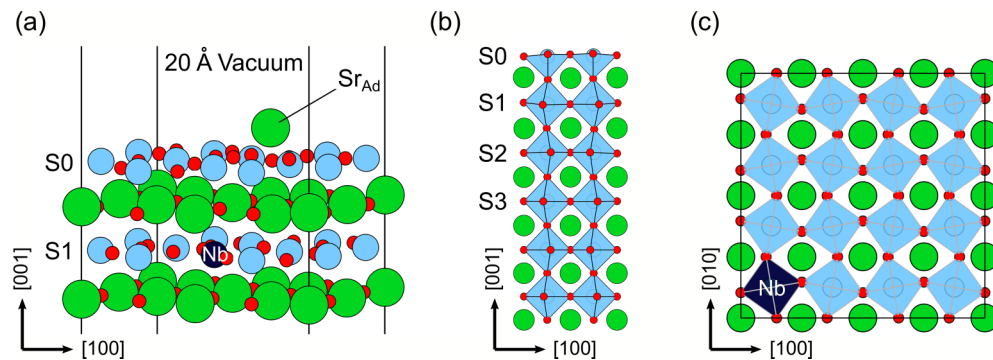 (a)
20 Å Vacuum
Sr_Ad
S0
S1
Nb
[001]
[100]
(b)
S0
S1
S2
S3
[001]
[100]
(c)
Nb
[010]
[100]